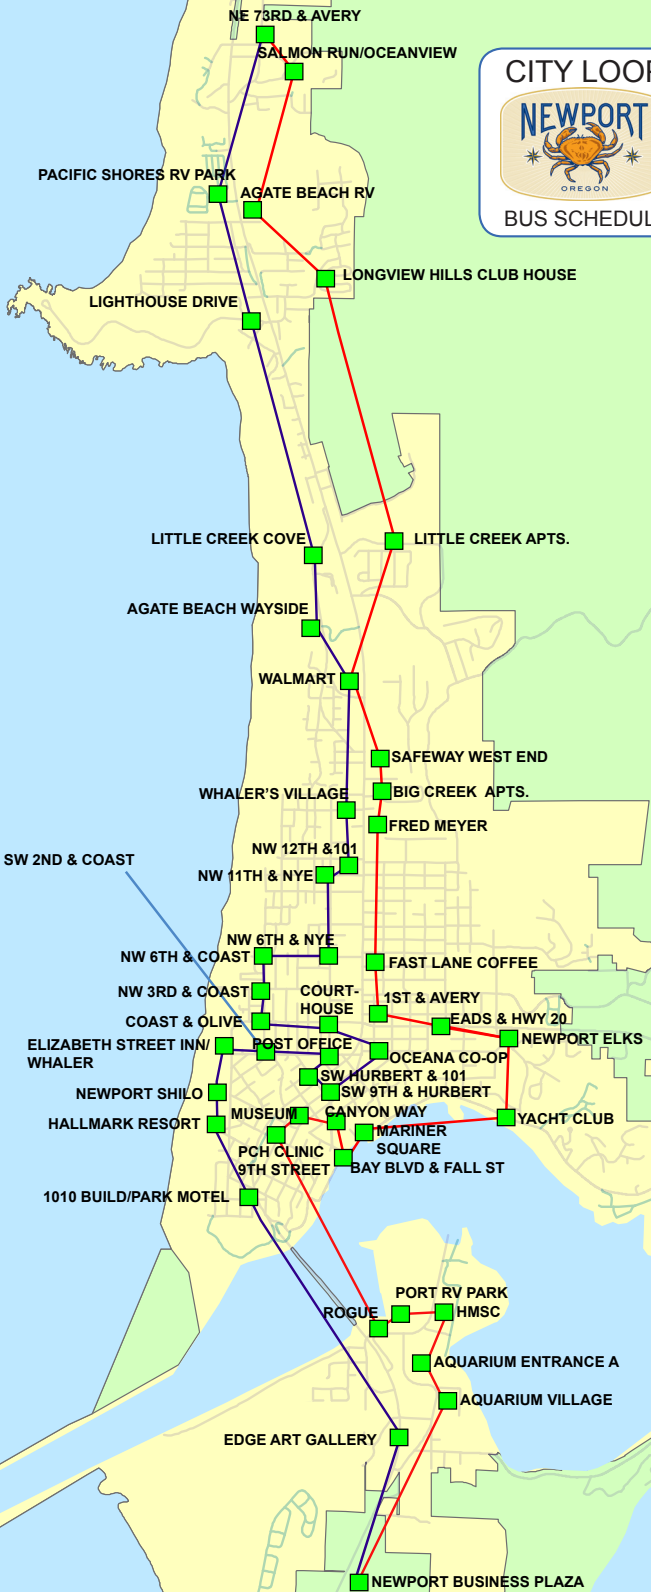 NE 73RD & AVERY
SALMON RUN/OCEANVIEW
CITY LOOP
NEWPORT
OREGON
BUS SCHEDUL
PACIFIC SHORES RV PARK
AGATE BEACH RV
LONGVIEW HILLS CLUB HOUSE
LIGHTHOUSE DRIVE
LITTLE CREEK COVE
LITTLE CREEK APTS.
AGATE BEACH WAYSIDE
WALMART
SAFEWAY WEST END
BIG CREEK APTS.
WHALER'S VILLAGE
FRED MEYER
NW 12TH &101
SW 2ND & COAST
NW 11TH & NYE
NW 6TH & NYE
NW 6TH & COAST
FAST LANE COFFEE
NW 3RD & COAST
COURT-
HOUSE
1ST & AVERY
COAST & OLIVE
EADS & HWY 20
NEWPORT ELKS
ELIZABETH STREET INN/
WHALER
POST OFFICE
OCEANA CO-OP
SW HURBERT & 101
SW 9TH & HURBERT
NEWPORT SHILO
MUSEUM
CANYON WAY
YACHT CLUB
HALLMARK RESORT
MARINER
SQUARE
PCH CLINIC
9TH STREET
BAY BLVD & FALL ST
1010 BUILD/PARK MOTEL
PORT RV PARK
ROGUE
HMSC
AQUARIUM ENTRANCE A
AQUARIUM VILLAGE
EDGE ART GALLERY
NEWPORT BUSINESS PLAZA